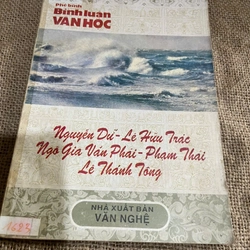 Phê bình
Bình luận
VĂN HỌC
Nguyễn Du - Lê Hữu Trác
Ngô Gia Văn Phái - Phạm Thái
Lê Thánh Tông
NHÀ XUẤT BẢN
VĂN NGHỆ